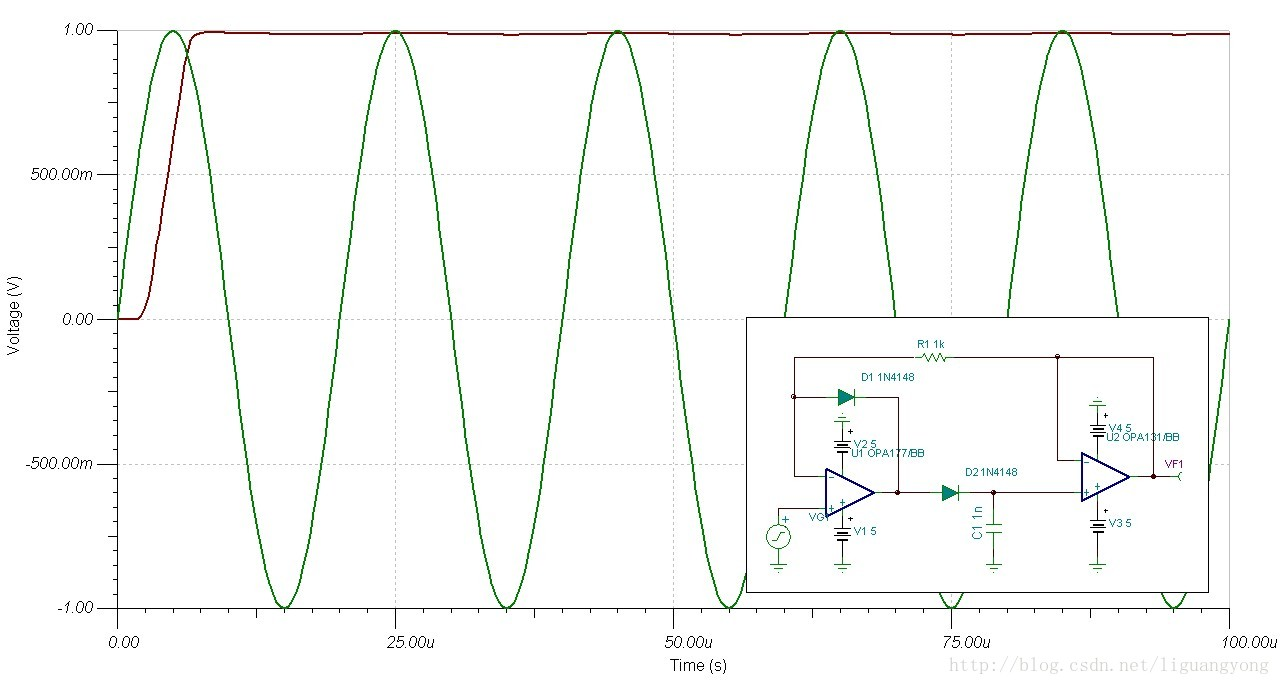 1.00
500.00m
0.00
-500.00m
-1.00
Voltage (V)
0.00 25.00u 50.00u 75.00u 100.00u
Time (s)
R1 1k
D1 1N4148
V2 5
U1 OPA177/BB
VG
V1 5
D2 1N4148
C1 1n
V4 5
U2 OPA131/BB
VF1
V3 5
http://blog.csdn.net/liguangyong